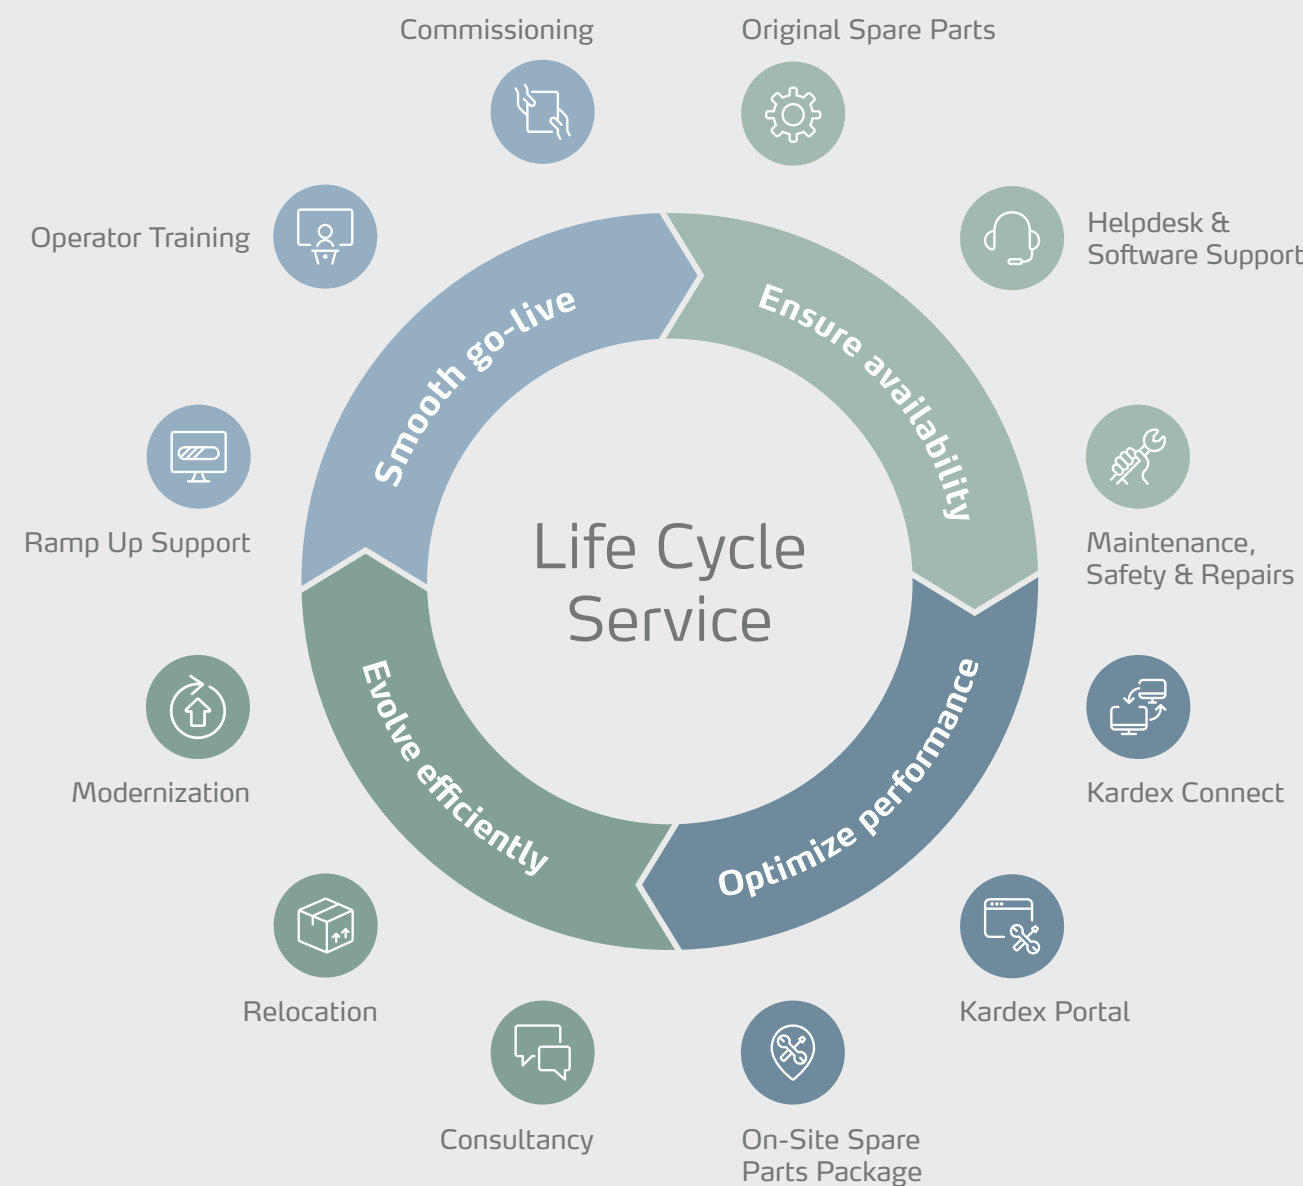 Commissioning
Original Spare Parts
Operator Training
Helpdesk &
Software Support
Smooth go-live
Ensure availability
Ramp Up Support
Maintenance,
Safety & Repairs
Life Cycle
Service
Evolve efficiently
Optimize performance
Modernization
Kardex Connect
Relocation
Kardex Portal
Consultancy
On-Site Spare
Parts Package